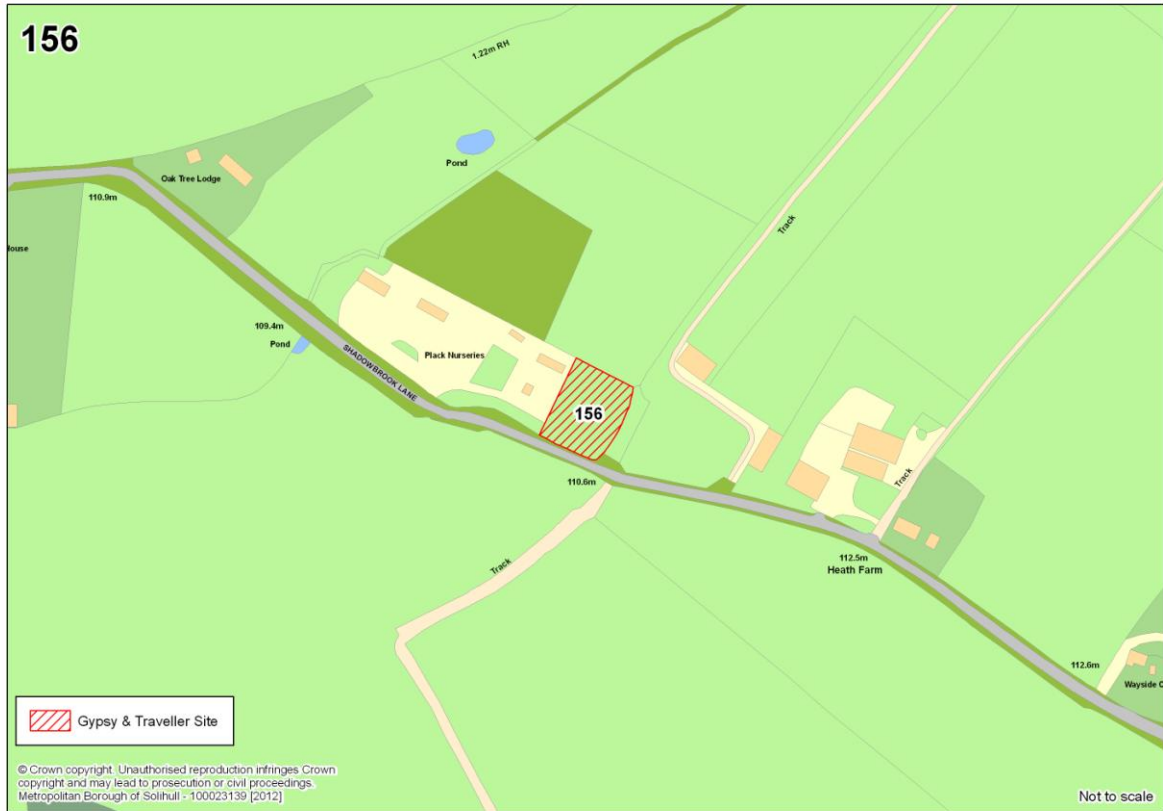 156
1.22m RH
Pond
Oak Tree Lodge
110.9m
Track
House
109.4m
Pond
SHADOWBROOK LANE
Plack Nurseries
156
110.6m
Track
Track
112.5m
Heath Farm
112.6m
Wayside C
Gypsy & Traveller Site
© Crown copyright. Unauthorised reproduction infringes Crown
copyright and may lead to prosecution or civil proceedings.
Metropolitan Borough of Solihull - 100023139 [2012]
Not to scale